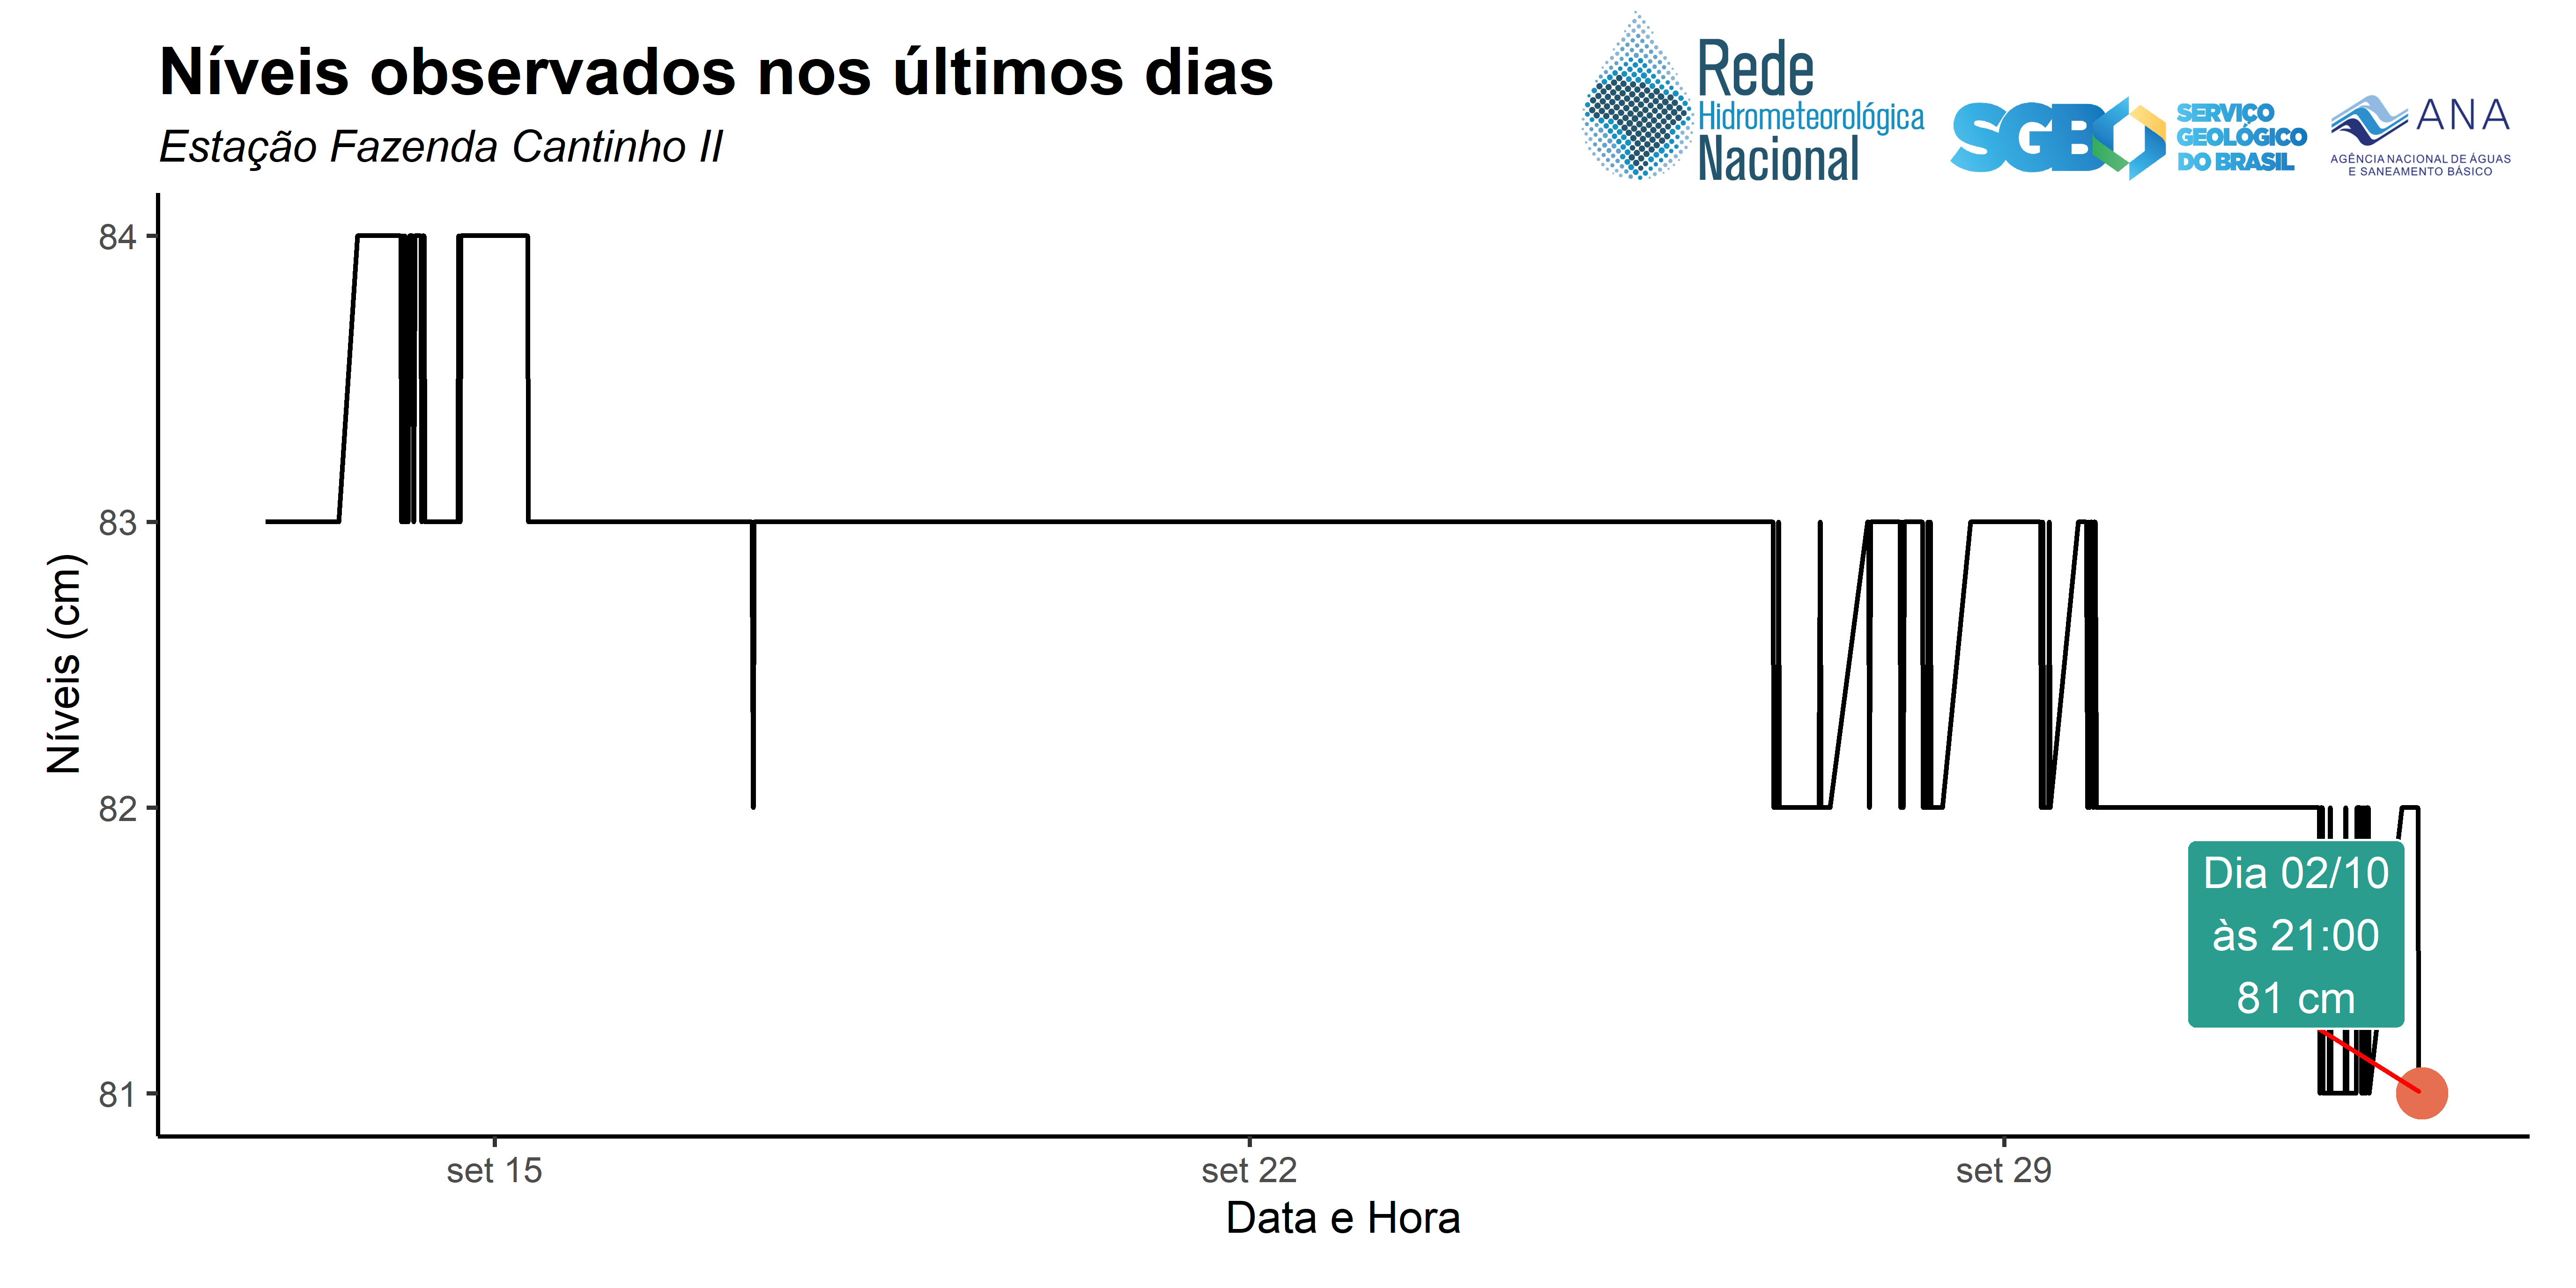 Níveis observados nos últimos dias
Estação Fazenda Cantinho II
Rede
Hidrometeorológica
Nacional
SGB
SERVIÇO
GEOLÓGICO
DO BRASIL
ANA
AGÊNCIA NACIONAL DE ÁGUAS
E SANEAMENTO BÁSICO
Níveis (cm)
84
83
82
81
Dia 02/10
às 21:00
81 cm
set 15
set 22
set 29
Data e Hora